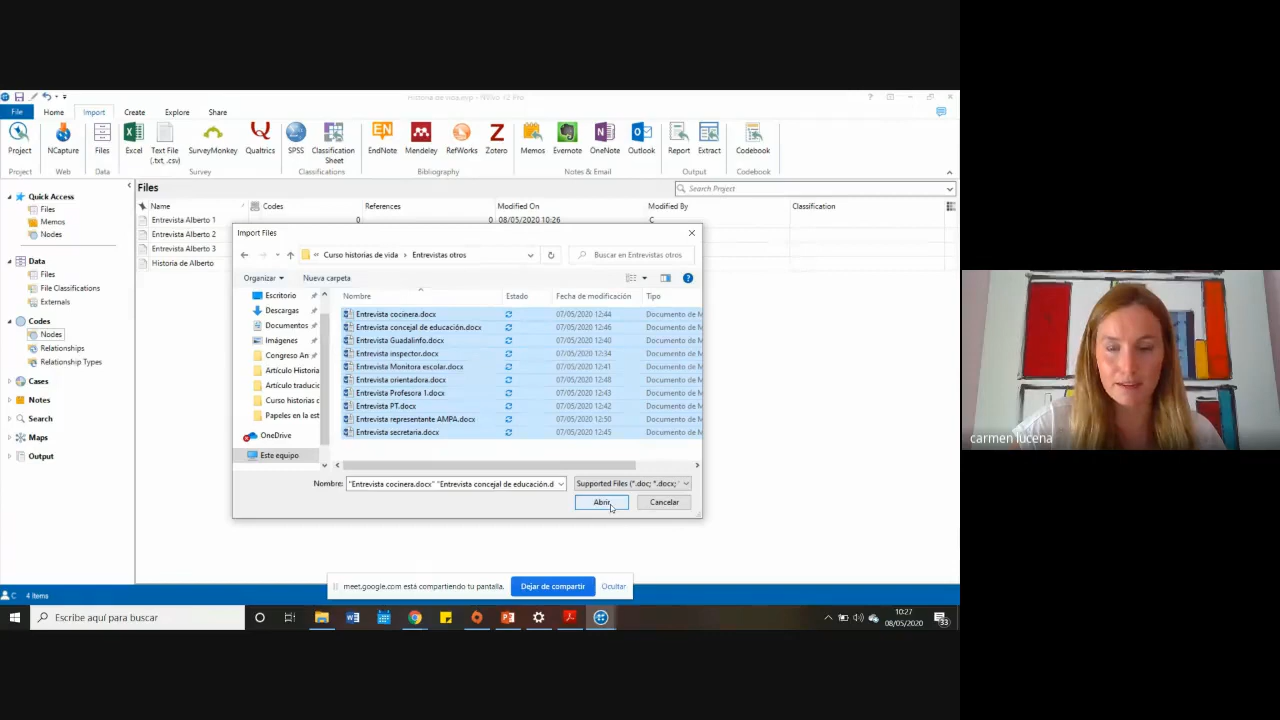 Historia de vida.nvp - NVivo 12 Pro
File Home Import Create Explore Share
Project NCapture Files Excel Text File (.txt, .csv) SurveyMonkey Qualtrics SPSS Classification Sheet EndNote Mendeley RefWorks Zotero Memos Evernote OneNote Outlook Report Extract Codebook
Project Web Data Survey Classifications Bibliography Notes & Email Output Codebook
Quick Access
Files
Memos
Nodes
Data
Files
File Classifications
Externals
Codes
Nodes
Relationships
Relationship Types
Cases
Notes
Search
Maps
Output
Files
Search Project
Name Codes References Modified On Modified By Classification
Entrevista Alberto 1 0 0 08/05/2020 10:26 C
Entrevista Alberto 2
Entrevista Alberto 3
Historia de Alberto
Import Files
« Curso historias de vida › Entrevistas otros
Buscar en Entrevistas otros
Organizar Nueva carpeta
Escritorio
Descargas
Documentos
Imágenes
Congreso An
Artículo Historia
Artículo traducic
Curso historias c
Papeles en la est
OneDrive
Este equipo
Nombre Estado Fecha de modificación Tipo
Entrevista cocinera.docx 07/05/2020 12:44 Documento de M
Entrevista concejal de educación.docx 07/05/2020 12:46 Documento de M
Entrevista Guadalinfo.docx 07/05/2020 12:40 Documento de M
Entrevista inspector.docx 07/05/2020 12:34 Documento de M
Entrevista Monitora escolar.docx 07/05/2020 12:41 Documento de M
Entrevista orientadora.docx 07/05/2020 12:48 Documento de M
Entrevista Profesora 1.docx 07/05/2020 12:43 Documento de M
Entrevista PT.docx 07/05/2020 12:42 Documento de M
Entrevista representante AMPA.docx 07/05/2020 12:50 Documento de M
Entrevista secretaria.docx 07/05/2020 12:45 Documento de M
Nombre: "Entrevista cocinera.docx" "Entrevista concejal de educación.d Supported Files (*.doc; *.docx; *
Abrir Cancelar
meet.google.com está compartiendo tu pantalla. Dejar de compartir Ocultar
C 4 Items
Escribe aquí para buscar
10:27
08/05/2020
33
carmen lucena